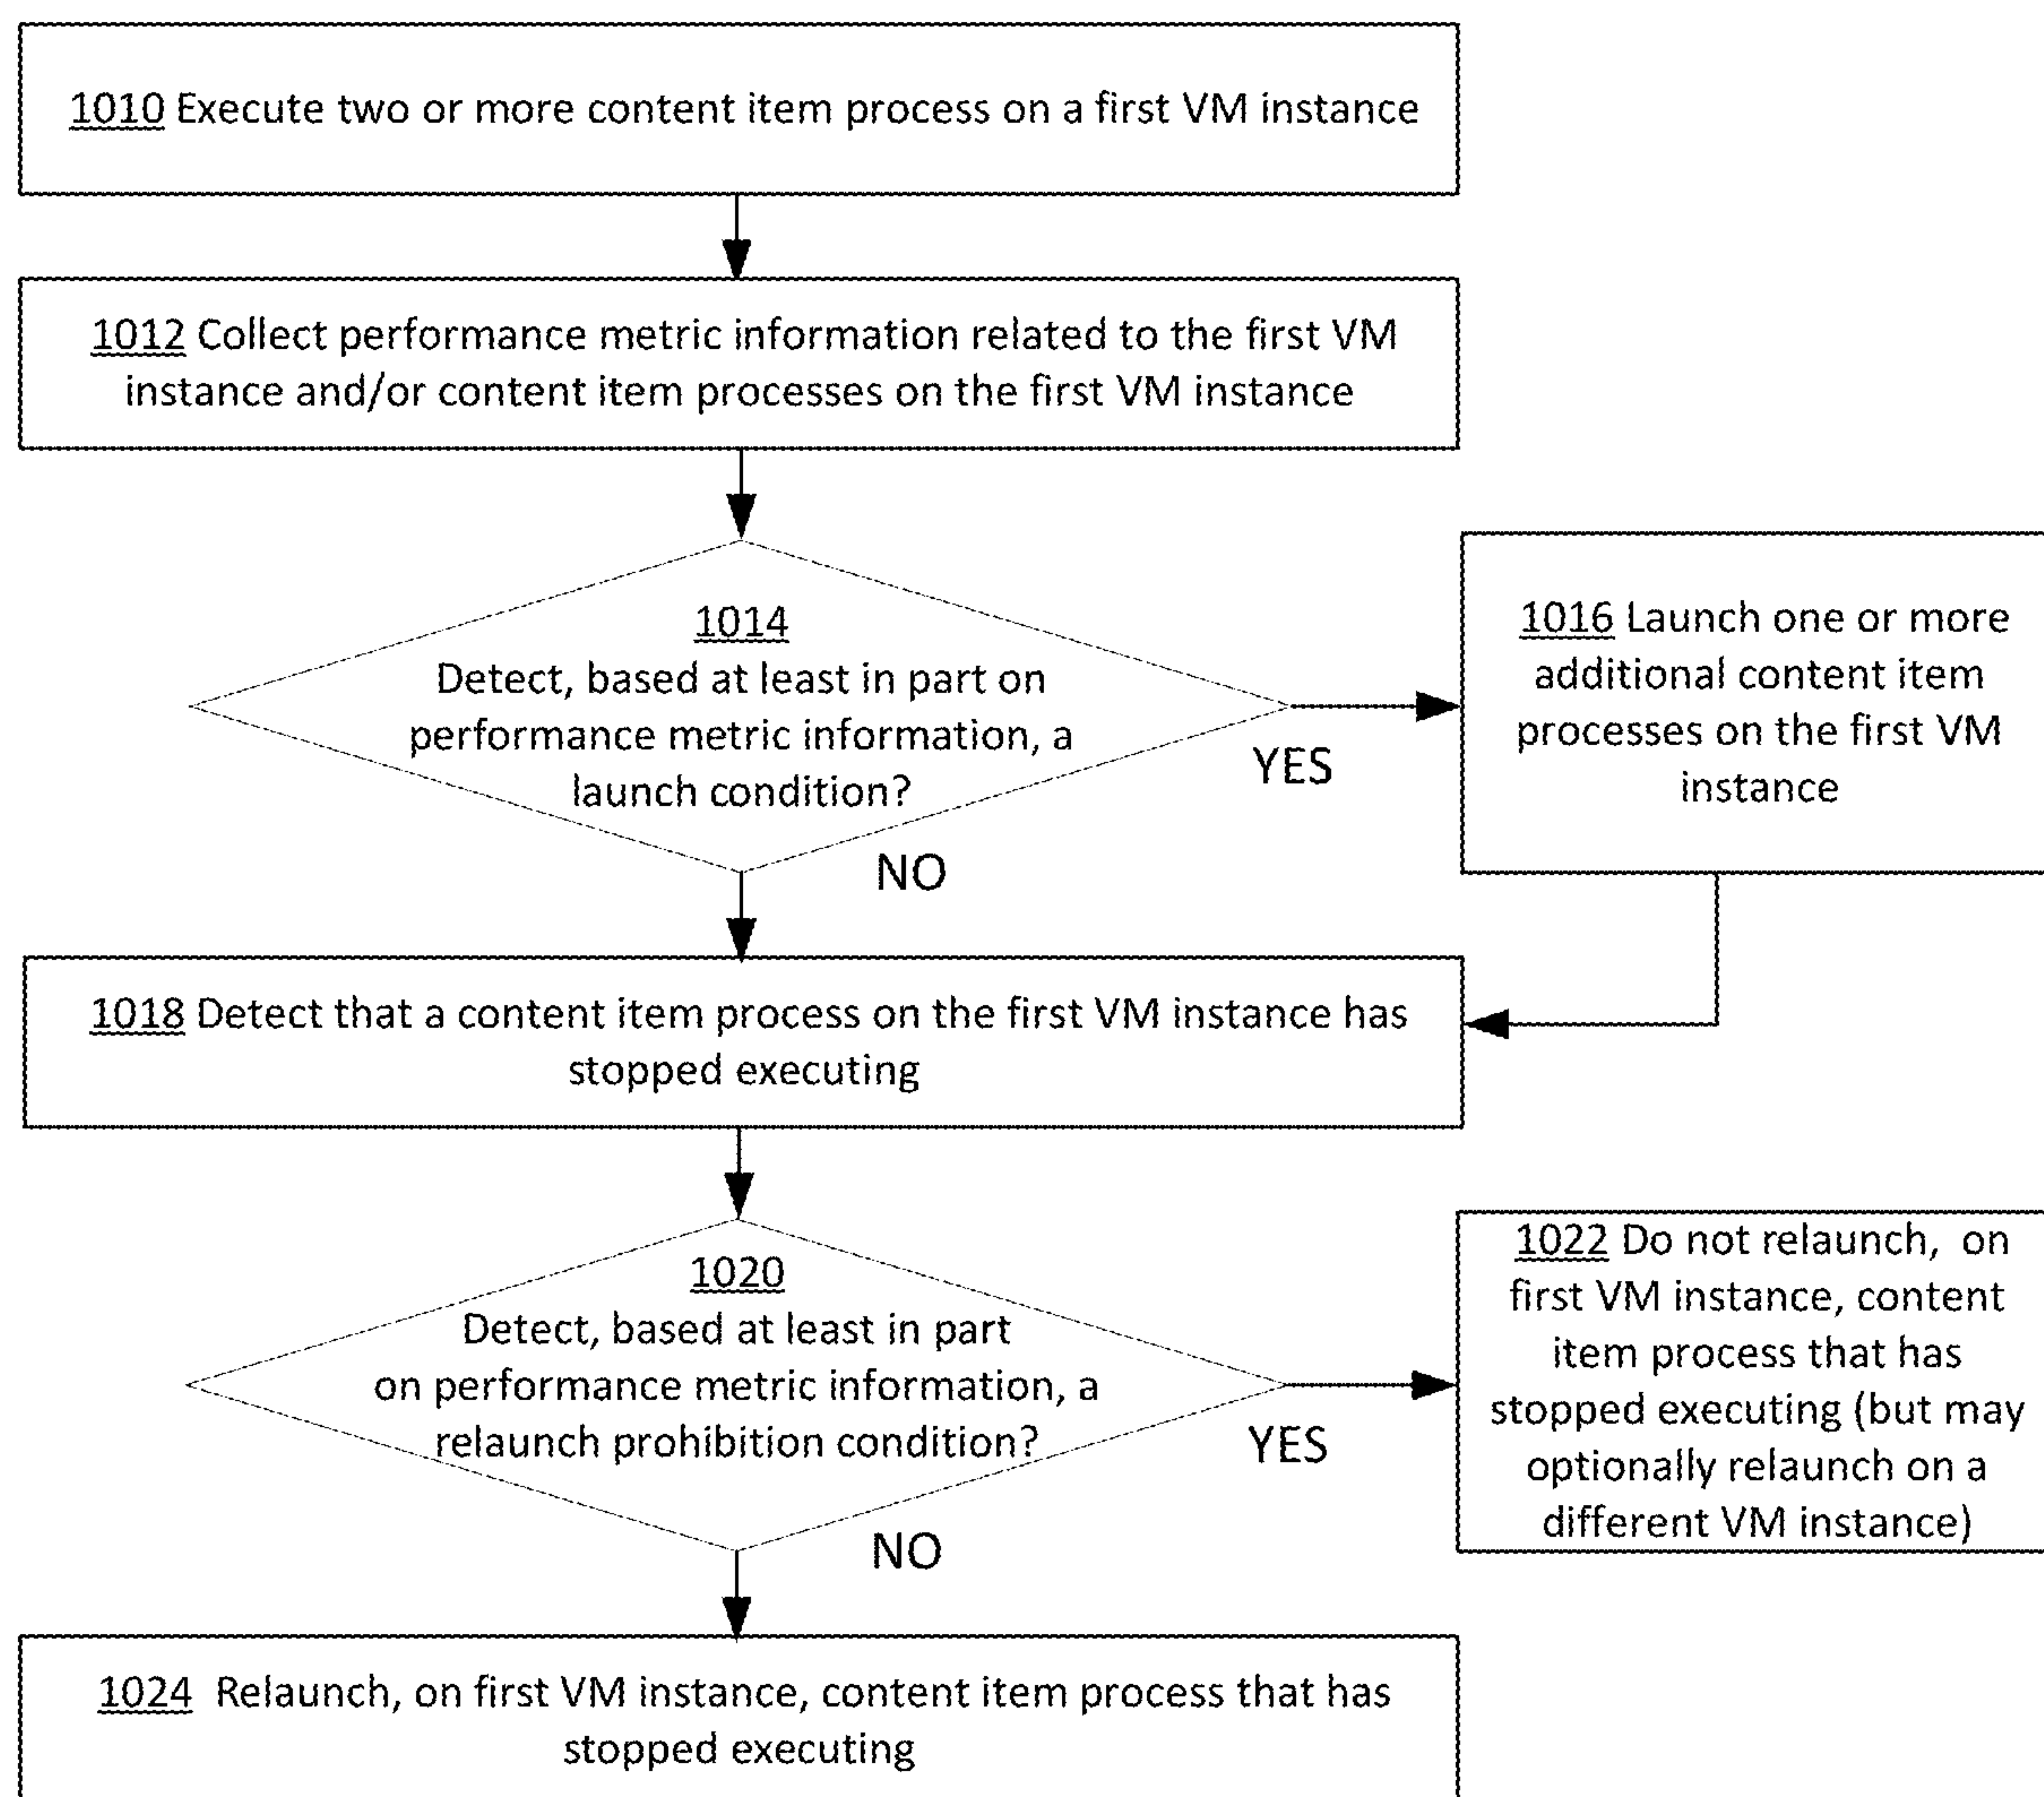 1010 Execute two or more content item process on a first VM instance
1012 Collect performance metric information related to the first VM
instance and/or content item processes on the first VM instance
1014
Detect, based at least in part on
performance metric information, a
launch condition?
YES
NO
1016 Launch one or more
additional content item
processes on the first VM
instance
1018 Detect that a content item process on the first VM instance has
stopped executing
1020
Detect, based at least in part
on performance metric information, a
relaunch prohibition condition?
YES
NO
1022 Do not relaunch, on
first VM instance, content
item process that has
stopped executing (but may
optionally relaunch on a
different VM instance)
1024 Relaunch, on first VM instance, content item process that has
stopped executing